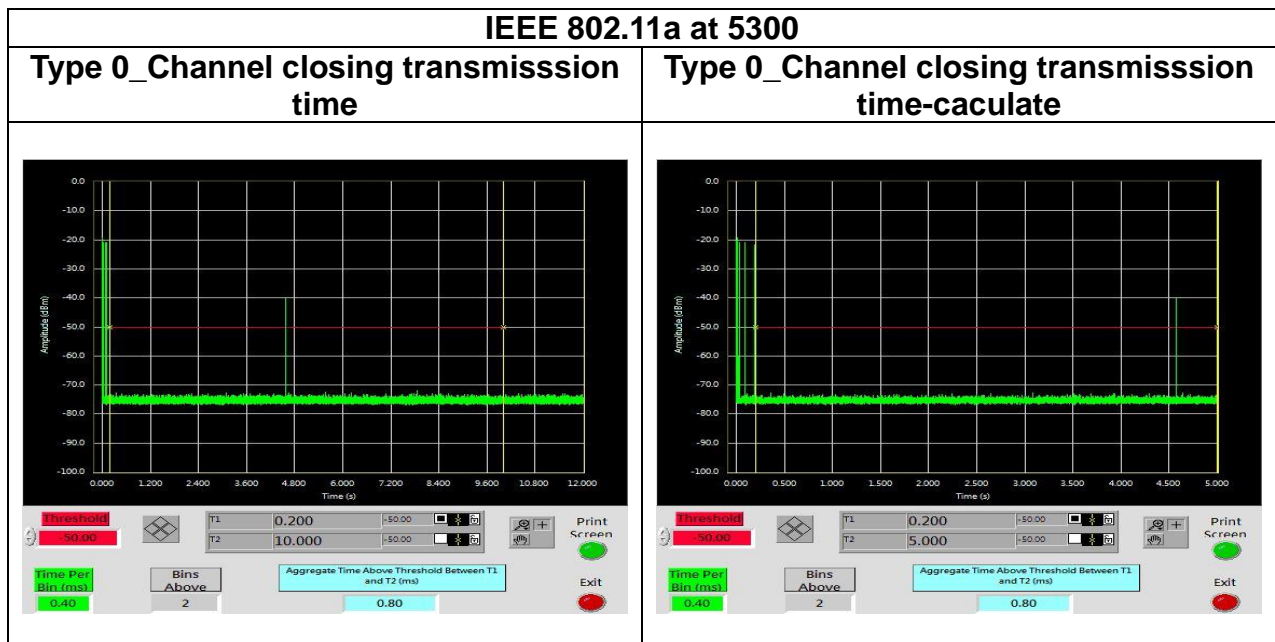 IEEE 802.11a at 5300
Type 0_Channel closing transmisssion
time
Type 0_Channel closing transmisssion
time-caculate
0.0
-10.0
-20.0
-30.0
-40.0
-50.0
-60.0
-70.0
-80.0
-90.0
-100.0
Amplitude (dBm)
0.000 1.200 2.400 3.600 4.800 6.000 7.200 8.400 9.600 10.800 12.000
Time (s)
Threshold
-50.00
T1 0.200 -50.00
T2 10.000 -50.00
Print
Screen
Time Per
Bin (ms)
0.40
Bins
Above
2
Aggregate Time Above Threshold Between T1
and T2 (ms)
0.80
Exit
0.0
-10.0
-20.0
-30.0
-40.0
-50.0
-60.0
-70.0
-80.0
-90.0
-100.0
Amplitude (dBm)
0.000 0.500 1.000 1.500 2.000 2.500 3.000 3.500 4.000 4.500 5.000
Time (s)
Threshold
-50.00
T1 0.200 -50.00
T2 5.000 -50.00
Print
Screen
Time Per
Bin (ms)
0.40
Bins
Above
2
Aggregate Time Above Threshold Between T1
and T2 (ms)
0.80
Exit